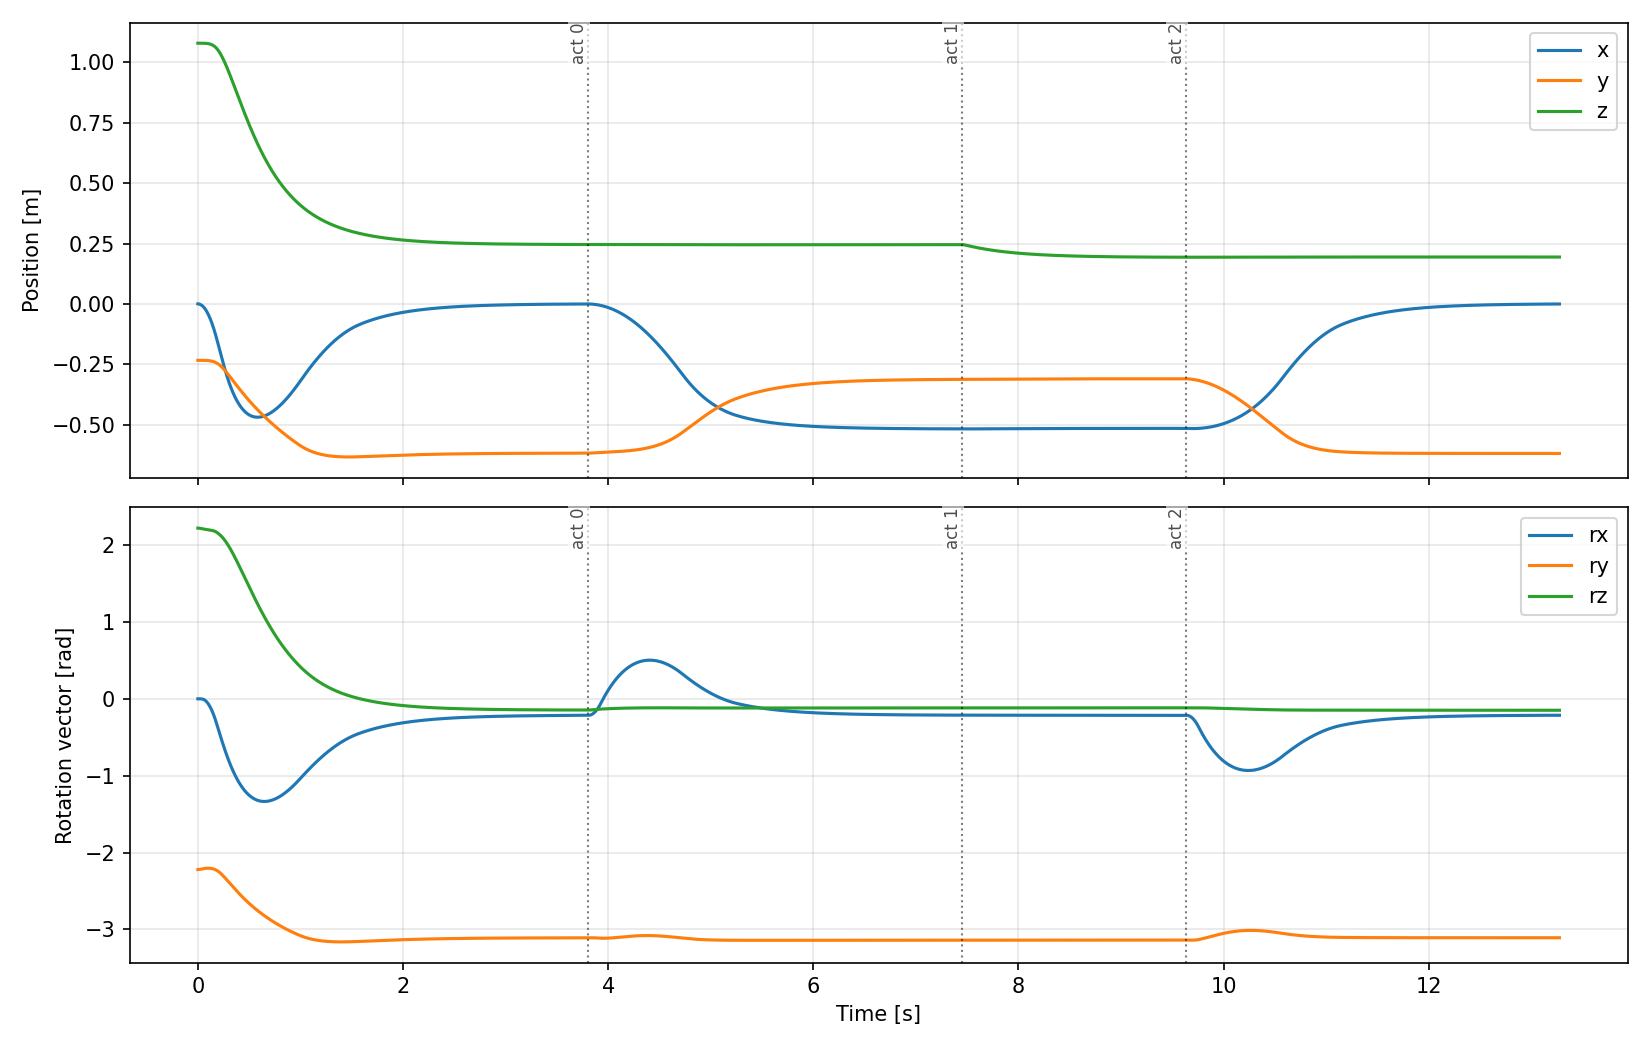 act 0
act 1
act 2
x
y
z
1.00
0.75
0.50
0.25
0.00
−0.25
−0.50
Position [m]
act 0
act 1
act 2
rx
ry
rz
2
1
0
−1
−2
−3
Rotation vector [rad]
0 2 4 6 8 10 12
Time [s]